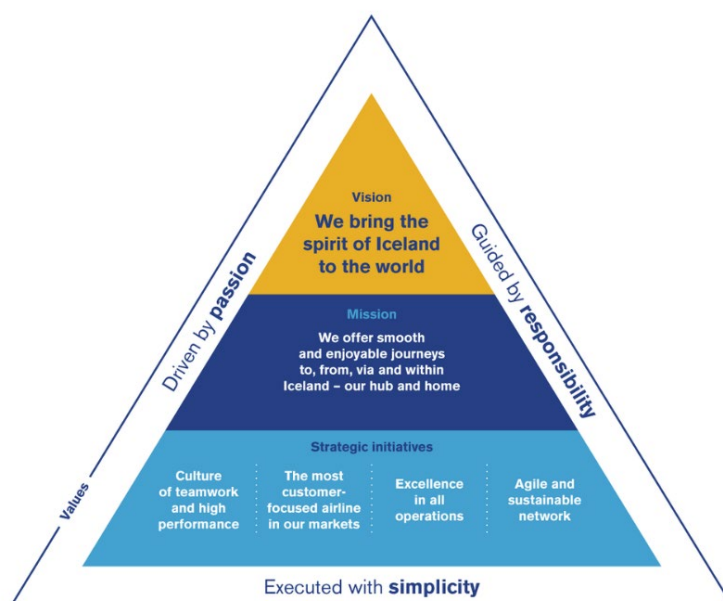 Vision
We bring the
spirit of Iceland
to the world
Driven by passion
Guided by responsibility
Mission
We offer smooth
and enjoyable journeys
to, from, via and within
Iceland – our hub and home
Values
Strategic initiatives
Culture
of teamwork
and high
performance
The most
customer-
focused airline
in our markets
Excellence
in all
operations
Agile and
sustainable
network
Executed with simplicity